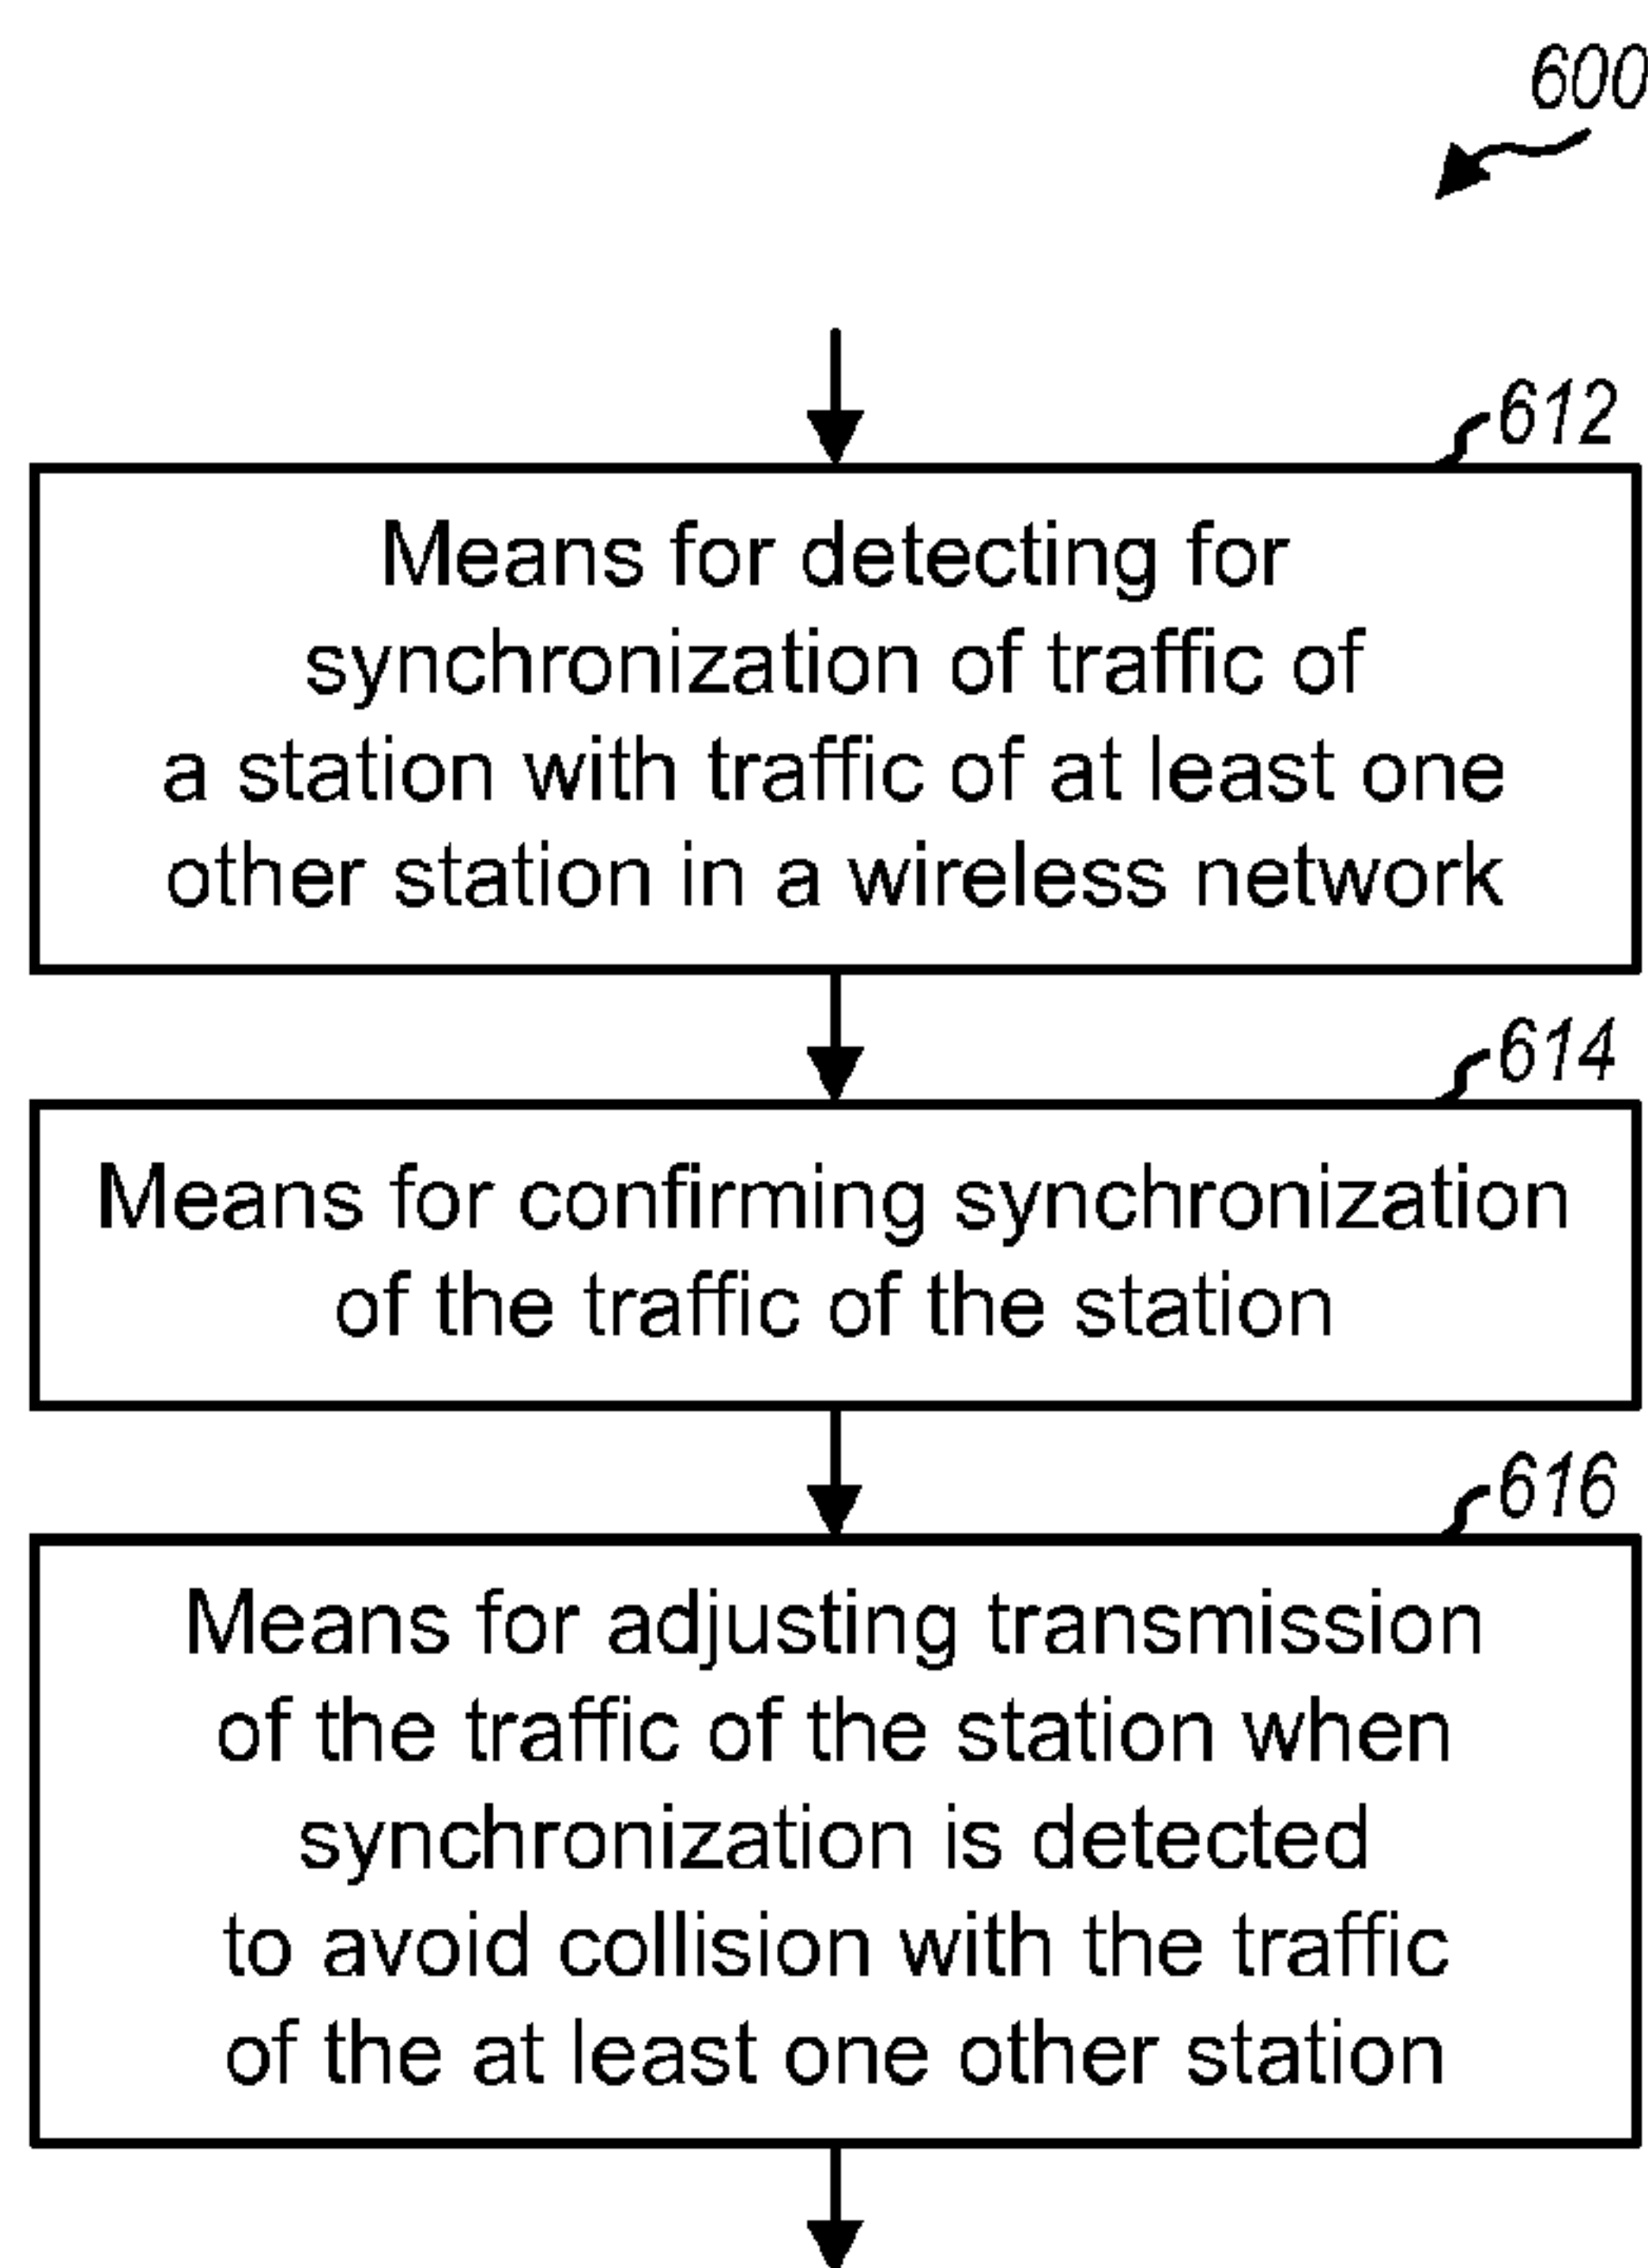 600
612
Means for detecting for
synchronization of traffic of
a station with traffic of at least one
other station in a wireless network
614
Means for confirming synchronization
of the traffic of the station
616
Means for adjusting transmission
of the traffic of the station when
synchronization is detected
to avoid collision with the traffic
of the at least one other station